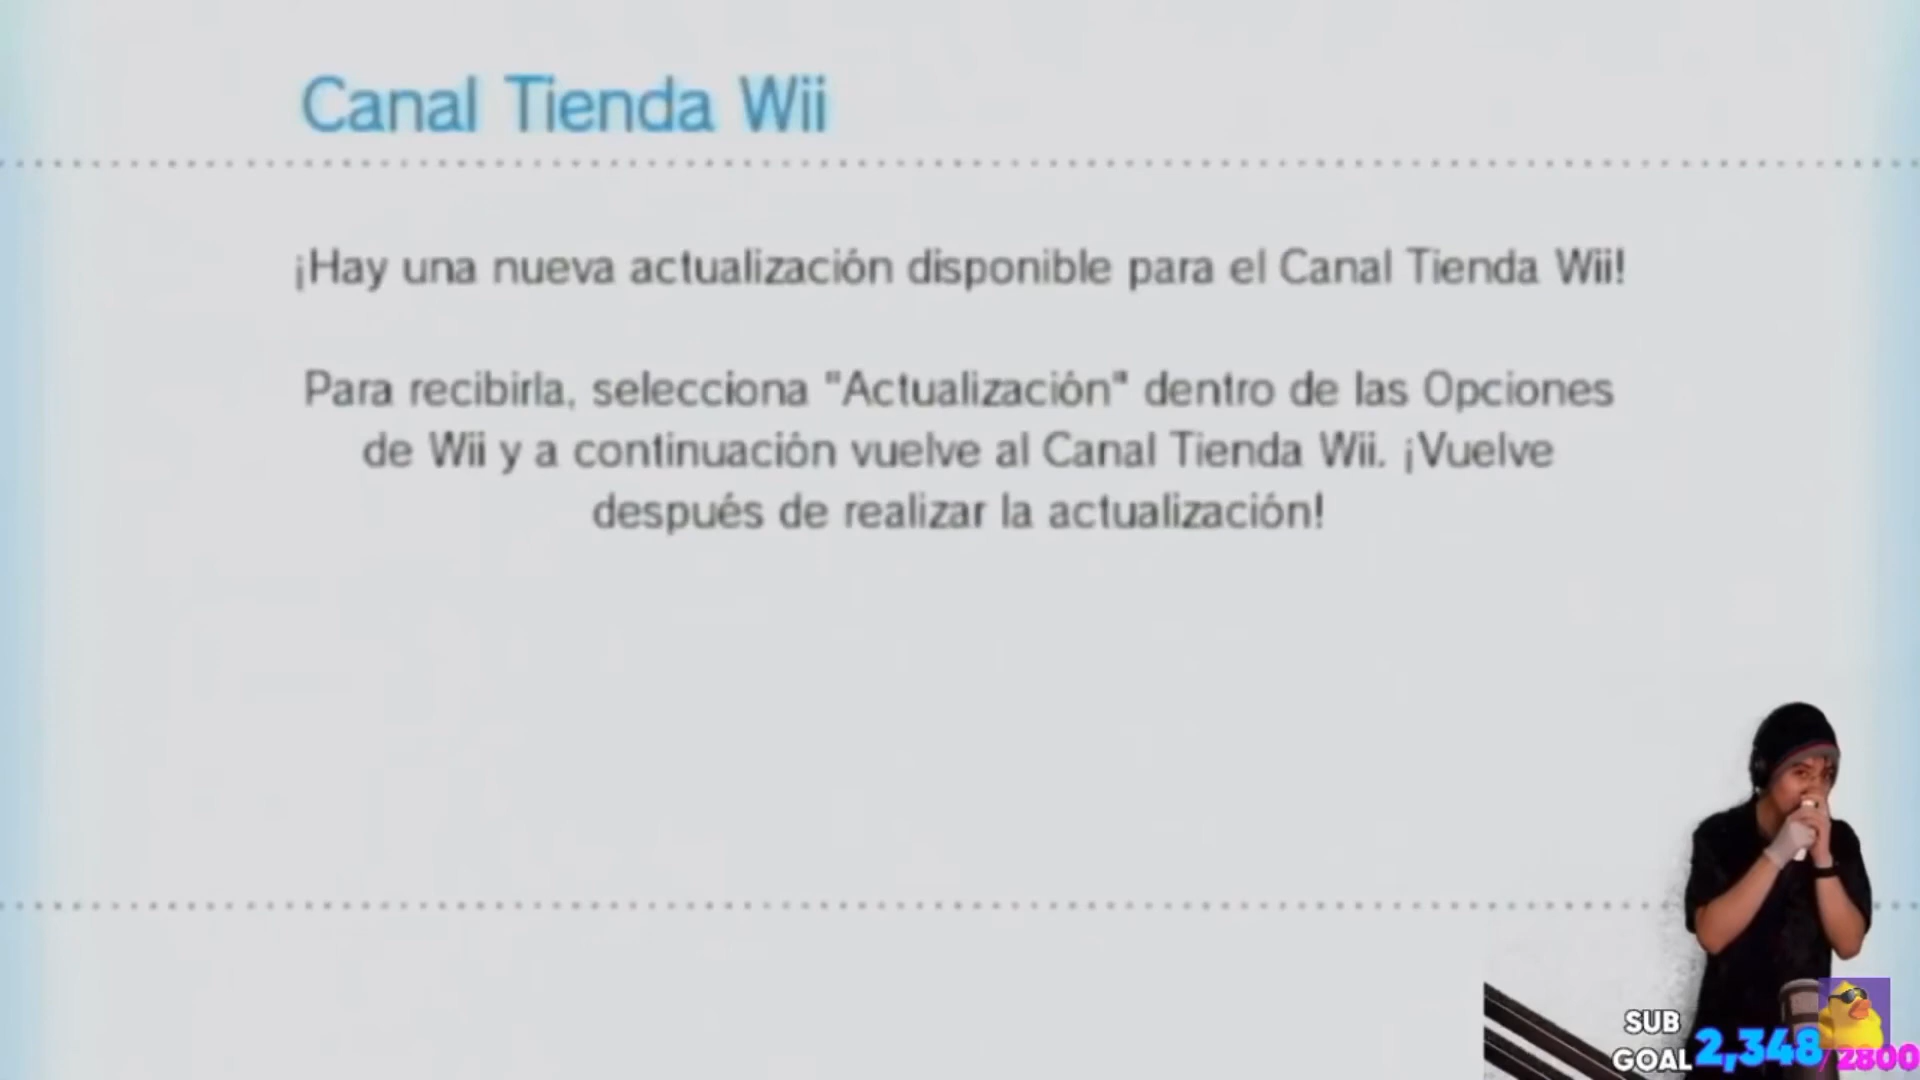 Canal Tienda Wii
¡Hay una nueva actualización disponible para el Canal Tienda Wii!
Para recibirla, selecciona "Actualización" dentro de las Opciones
de Wii y a continuación vuelve al Canal Tienda Wii. ¡Vuelve
después de realizar la actualización!
SUB
GOAL 2,348/2800